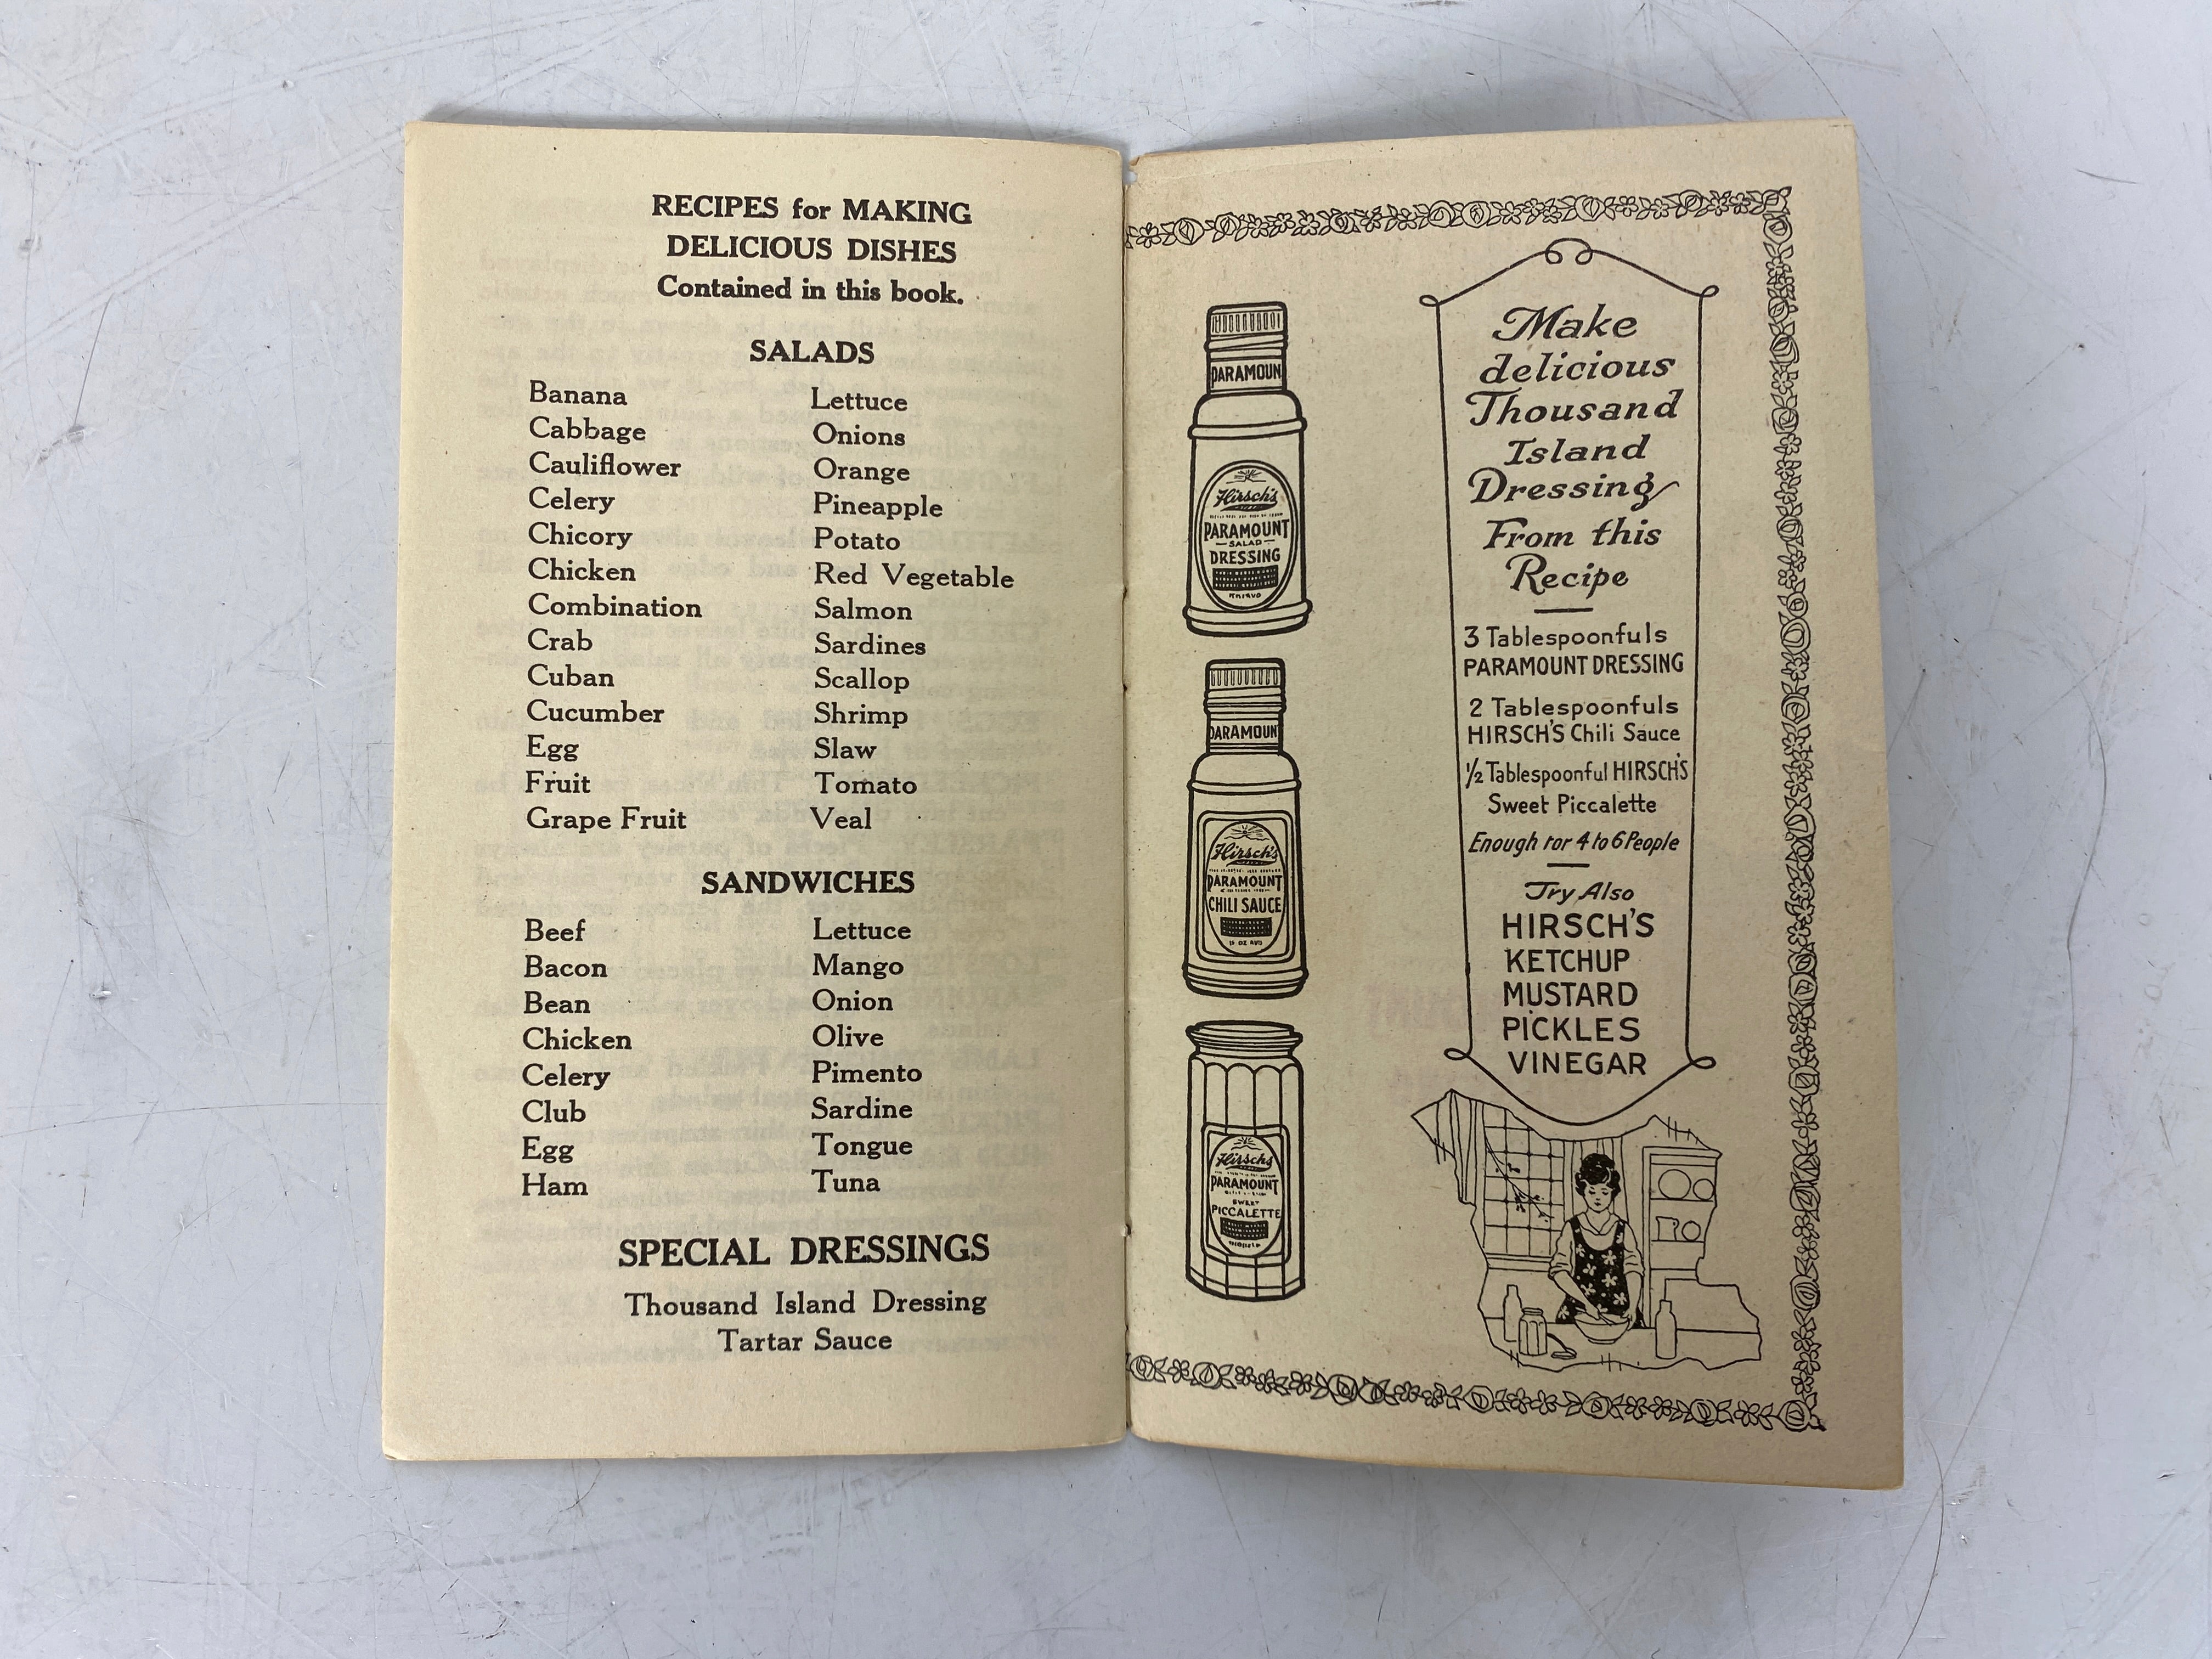 RECIPES for MAKING
DELICIOUS DISHES
Contained in this book.
SALADS
Banana
Cabbage
Cauliflower
Celery
Chicory
Chicken
Combination
Crab
Cuban
Cucumber
Egg
Fruit
Grape Fruit
Lettuce
Onions
Orange
Pineapple
Potato
Red Vegetable
Salmon
Sardines
Scallop
Shrimp
Slaw
Tomato
Veal
SANDWICHES
Beef
Bacon
Bean
Chicken
Celery
Club
Egg
Ham
Lettuce
Mango
Onion
Olive
Pimento
Sardine
Tongue
Tuna
SPECIAL DRESSINGS
Thousand Island Dressing
Tartar Sauce
PARAMOUN
Hirsch's
PARAMOUNT
SALAD
DRESSING
PARAMOUNT
Hirsch's
PARAMOUNT
CHILI SAUCE
Hirsch's
PARAMOUNT
SWEET
PICCALETTE
Make
delicious
Thousand
Island
Dressing
From this
Recipe
3 Tablespoonfuls
PARAMOUNT DRESSING
2 Tablespoonfuls
HIRSCH'S Chili Sauce
1/2 Tablespoonful HIRSCH'S
Sweet Piccalette
Enough for 4 to 6 People
Try Also
HIRSCH'S
KETCHUP
MUSTARD
PICKLES
VINEGAR